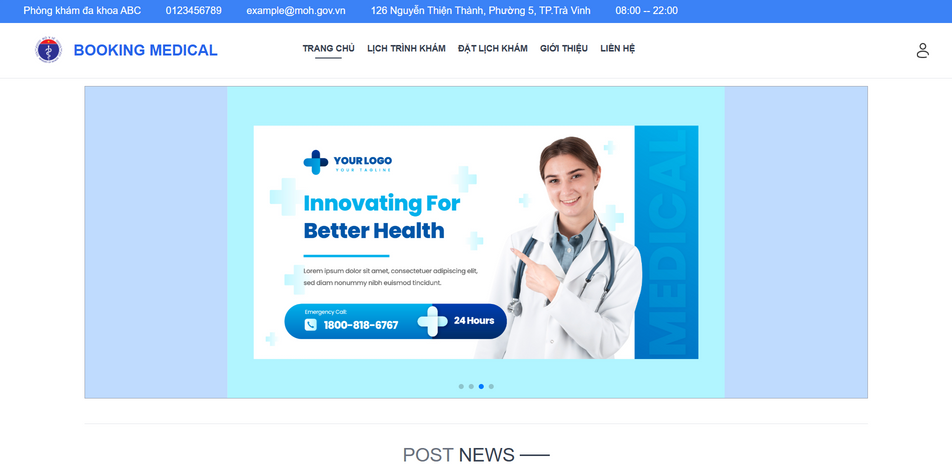 Phòng khám đa khoa ABC 0123456789 example@moh.gov.vn 126 Nguyễn Thiện Thành, Phường 5, TP.Trà Vinh 08:00 -- 22:00
BOOKING MEDICAL TRANG CHỦ LỊCH TRÌNH KHÁM ĐẶT LỊCH KHÁM GIỚI THIỆU LIÊN HỆ
YOUR LOGO
YOUR TAGLINE
Innovating For
Better Health
Lorem ipsum dolor sit amet, consectetuer adipiscing elit,
sed diam nonummy nibh euismod tincidunt.
Emergency Call:
1800-818-6767
24 Hours
MEDICAL
POST NEWS